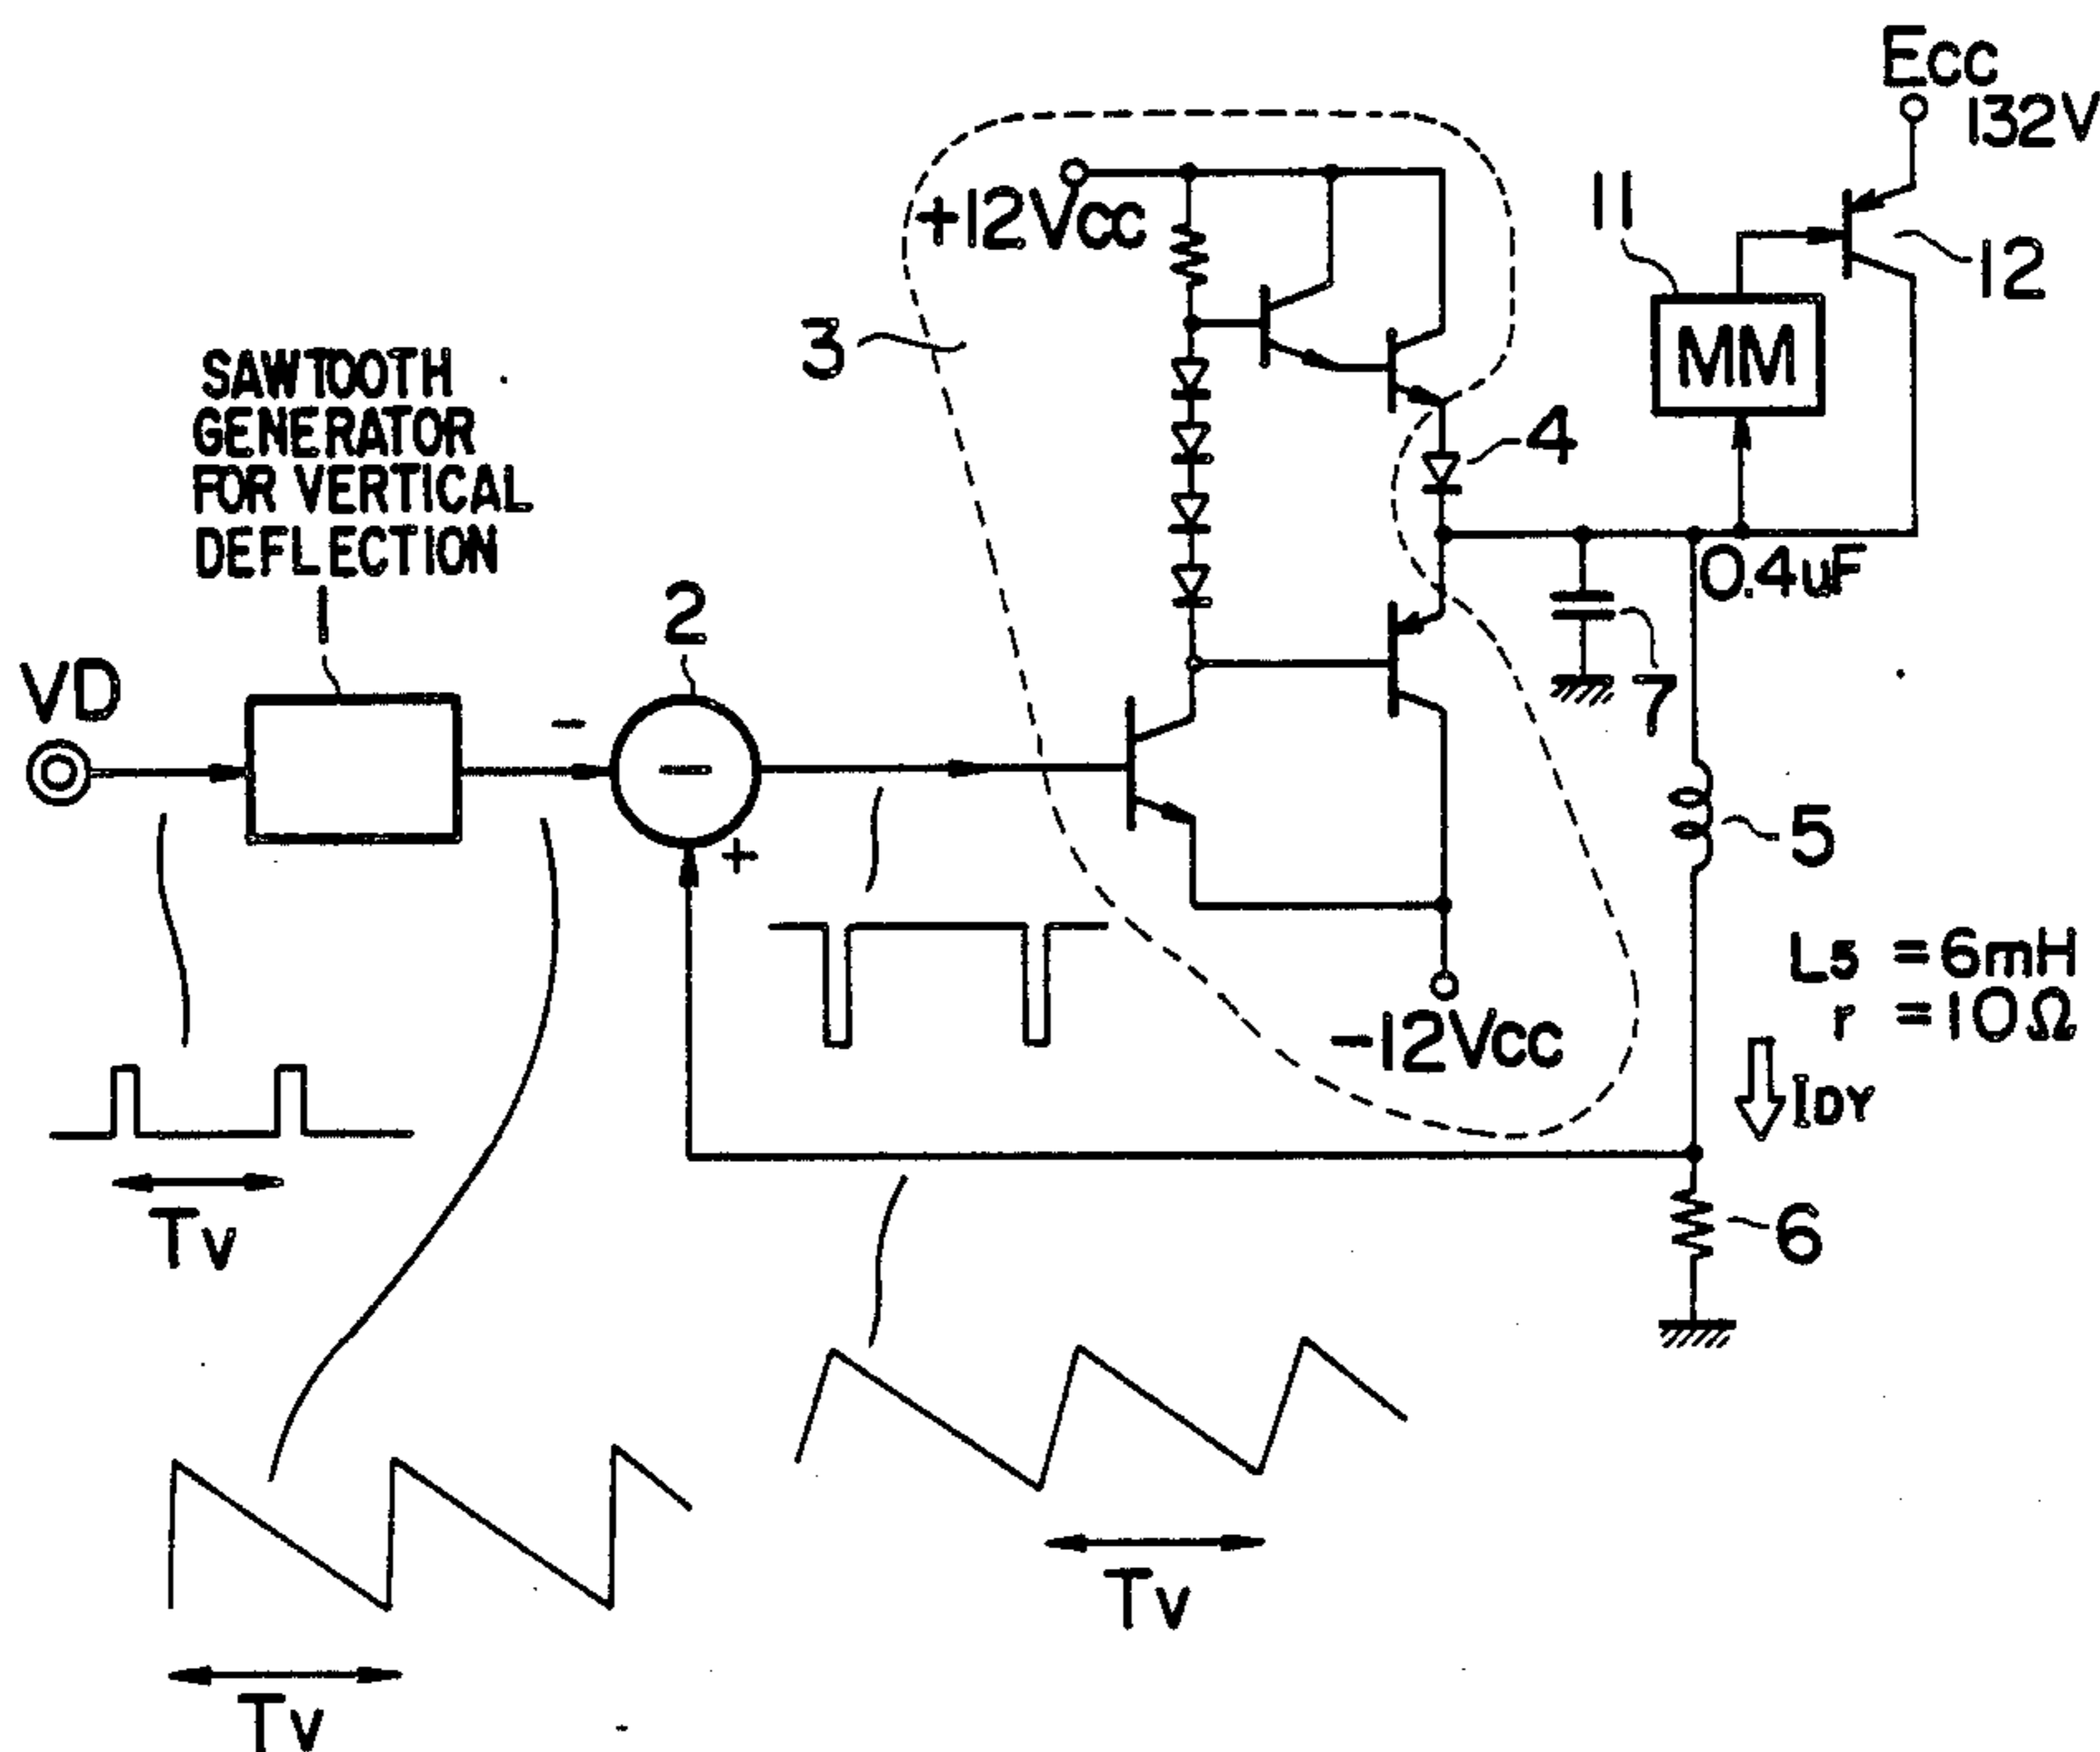 ECC
132V
+12VCC
11
12
MM
3
SAWTOOTH
GENERATOR
FOR VERTICAL
DEFLECTION
4
0.4uF
1
2
7
VD
-
-
+
5
L5 =6mH
r =10Ω
-12VCC
IDY
TV
6
TV
TV